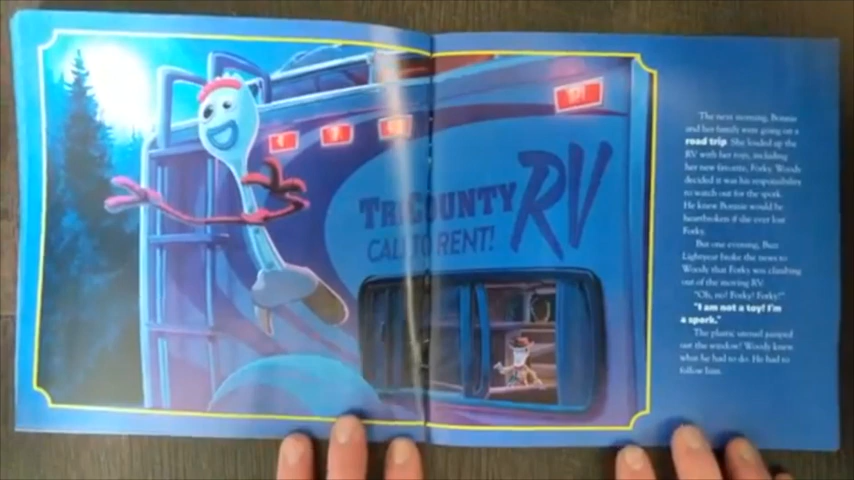 TRI COUNTY
RV
CALL TO RENT!
The next morning, Bonnie
and her family were going on a
road trip. She loaded up the
RV with her toys, including
her new favorite, Forky. Woody
decided it was his responsibility
to watch out for the spork.
He knew Bonnie would be
heartbroken if she ever lost
Forky.
But one evening, Buzz
Lightyear broke the news to
Woody that Forky was climbing
out of the moving RV.
"Oh, no! Forky! Forky!"
"I am not a toy! I'm
a spork."
The plastic utensil jumped
out the window! Woody knew
what he had to do. He had to
follow him.